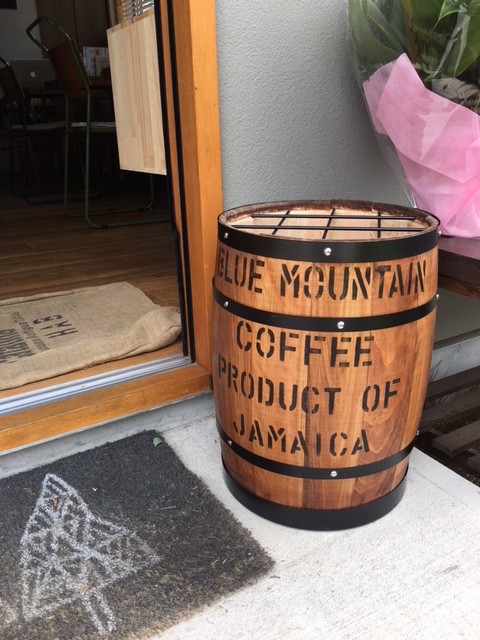 BLUE MOUNTAIN
COFFEE
PRODUCT OF
JAMAICA